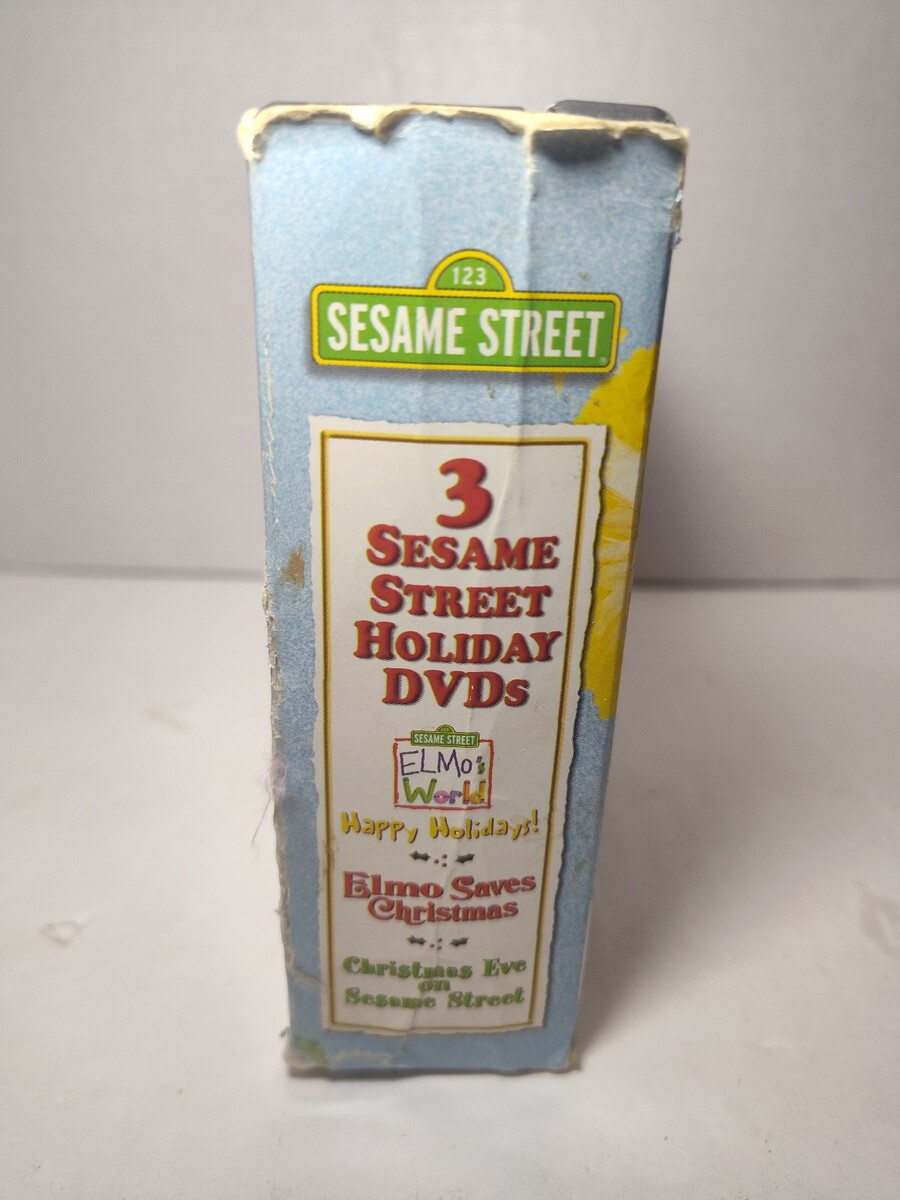 123
SESAME STREET®
3
SESAME
STREET
HOLIDAY
DVDS
123
SESAME STREET
ELMo's
World
Happy Holidays!
Elmo Saves
Christmas
Christmas Eve
on
Sesame Street